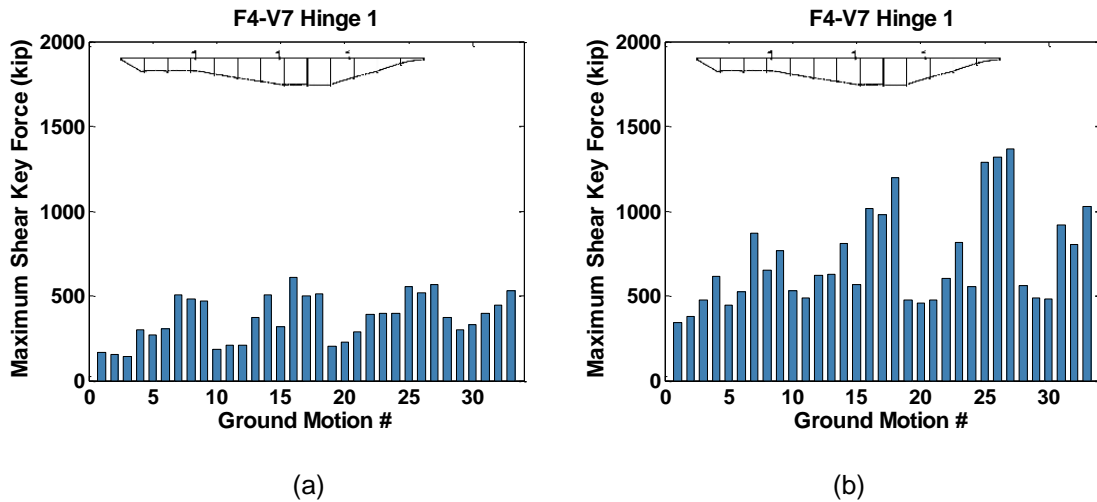 F4-V7 Hinge 1
Maximum Shear Key Force (kip)
2000
1500
1000
500
0
0 5 10 15 20 25 30
Ground Motion #
(a)
F4-V7 Hinge 1
Maximum Shear Key Force (kip)
2000
1500
1000
500
0
0 5 10 15 20 25 30
Ground Motion #
(b)